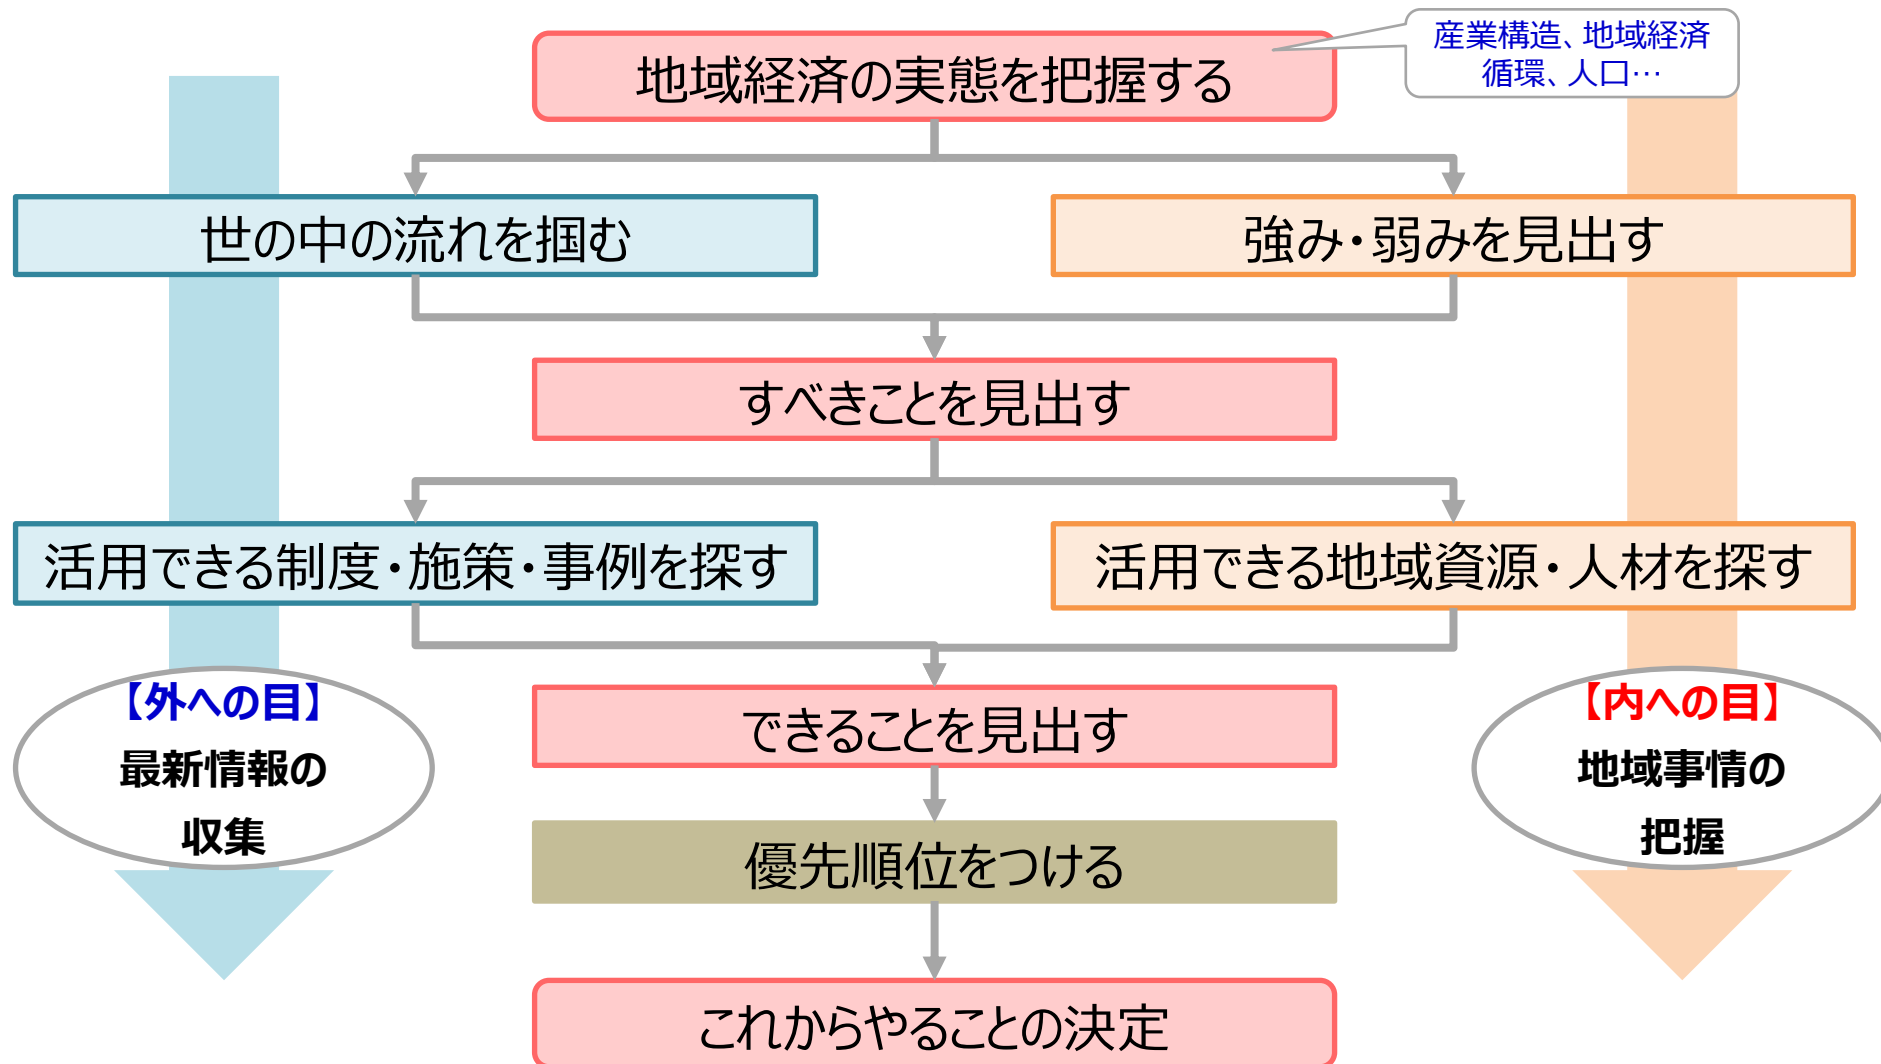 産業構造、地域経済
循環、人口…
地域経済の実態を把握する
世の中の流れを掴む
強み・弱みを見出す
すべきことを見出す
活用できる制度・施策・事例を探す
活用できる地域資源・人材を探す
【外への目】
最新情報の
収集
できることを見出す
【内への目】
地域事情の
把握
優先順位をつける
これからやることの決定